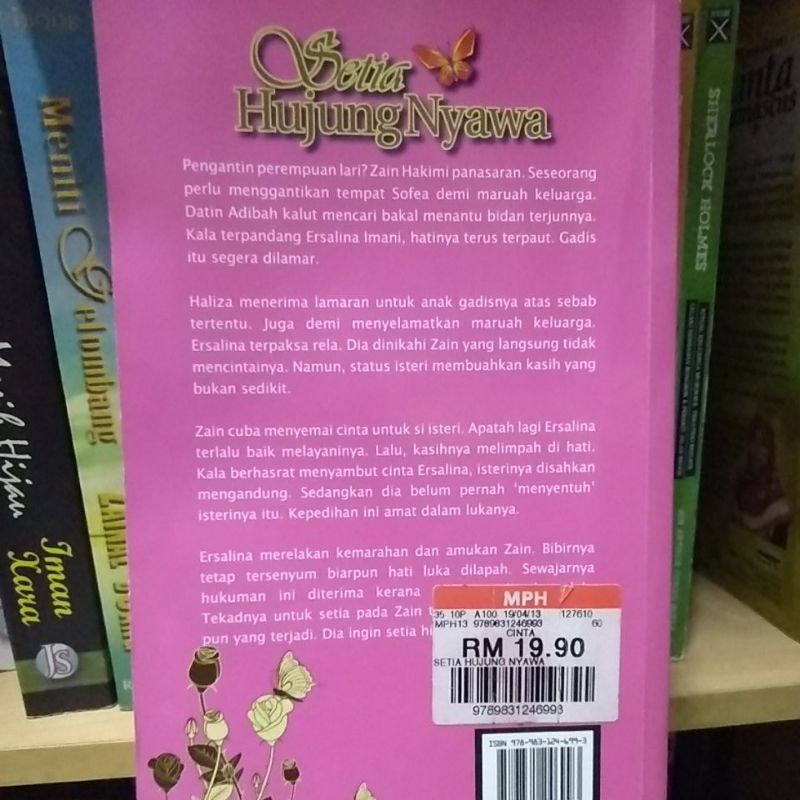 Setia
Hujung Nyawa
Pengantin perempuan lari? Zain Hakimi panasaran. Seseorang
perlu menggantikan tempat Sofea demi maruah keluarga.
Datin Adibah kalut mencari bakal menantu bidan terjunnya.
Kala terpandang Ersalina Imani, hatinya terus terpaut. Gadis
itu segera dilamar.
Haliza menerima lamaran untuk anak gadisnya atas sebab
tertentu. Juga demi menyelamatkan maruah keluarga.
Ersalina terpaksa rela. Dia dinikahi Zain yang langsung tidak
mencintainya. Namun, status isteri membuahkan kasih yang
bukan sedikit.
Zain cuba menyemai cinta untuk si isteri. Apatah lagi Ersalina
terlalu baik melayaninya. Lalu, kasihnya melimpah di hati.
Kala berhasrat menyambut cinta Ersalina, isterinya disahkan
mengandung. Sedangkan dia belum pernah 'menyentuh'
isterinya itu. Kepedihan ini amat dalam lukanya.
Ersalina merelakan kemarahan dan amukan Zain. Bibirnya
tetap tersenyum biarpun hati luka dilapah. Sewajarnya
hukuman ini diterima kerana
Tekadnya untuk setia pada Zain
pun yang terjadi. Dia ingin setia
MPH
35 10P A100 19/04/13 127610
MPH13 9789831246993 60
CINTA
RM 19.90
SETIA HUJUNG NYAWA
9789831246993
ISBN 978-983-124-699-3
Meniti Gelombang
Iman Xara
JS
SHERLOCK HOLMES
X